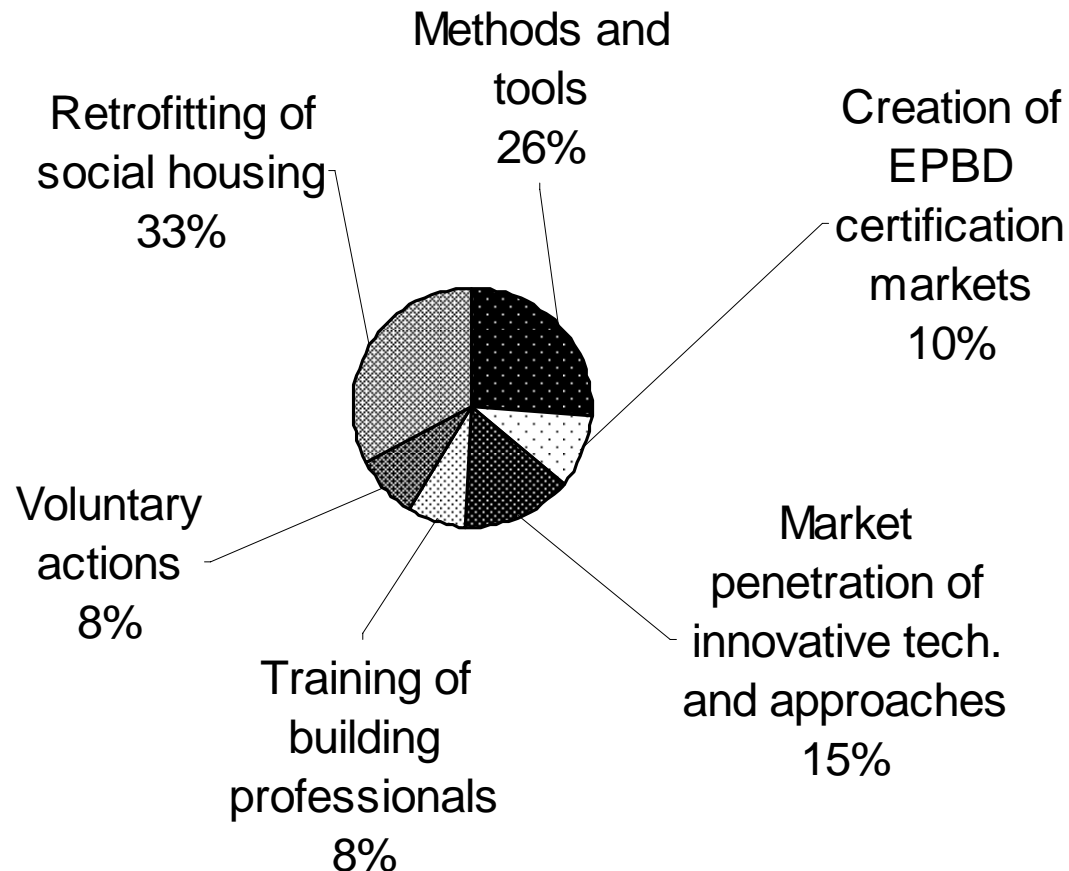 Methods and
tools
26%
Creation of
EPBD
certification
markets
10%
Market
penetration of
innovative tech.
and approaches
15%
Training of
building
professionals
8%
Voluntary
actions
8%
Retrofitting of
social housing
33%